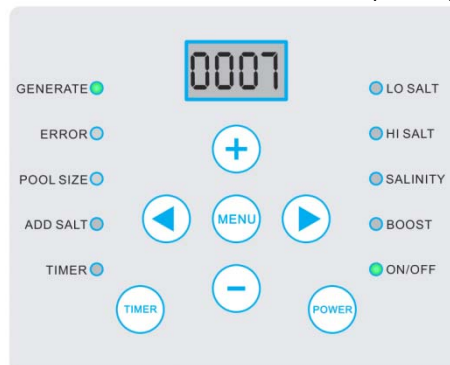 0007
GENERATE
LO SALT
ERROR
HI SALT
+
POOL SIZE
SALINITY
ADD SALT
MENU
BOOST
TIMER
ON/OFF
−
TIMER
POWER